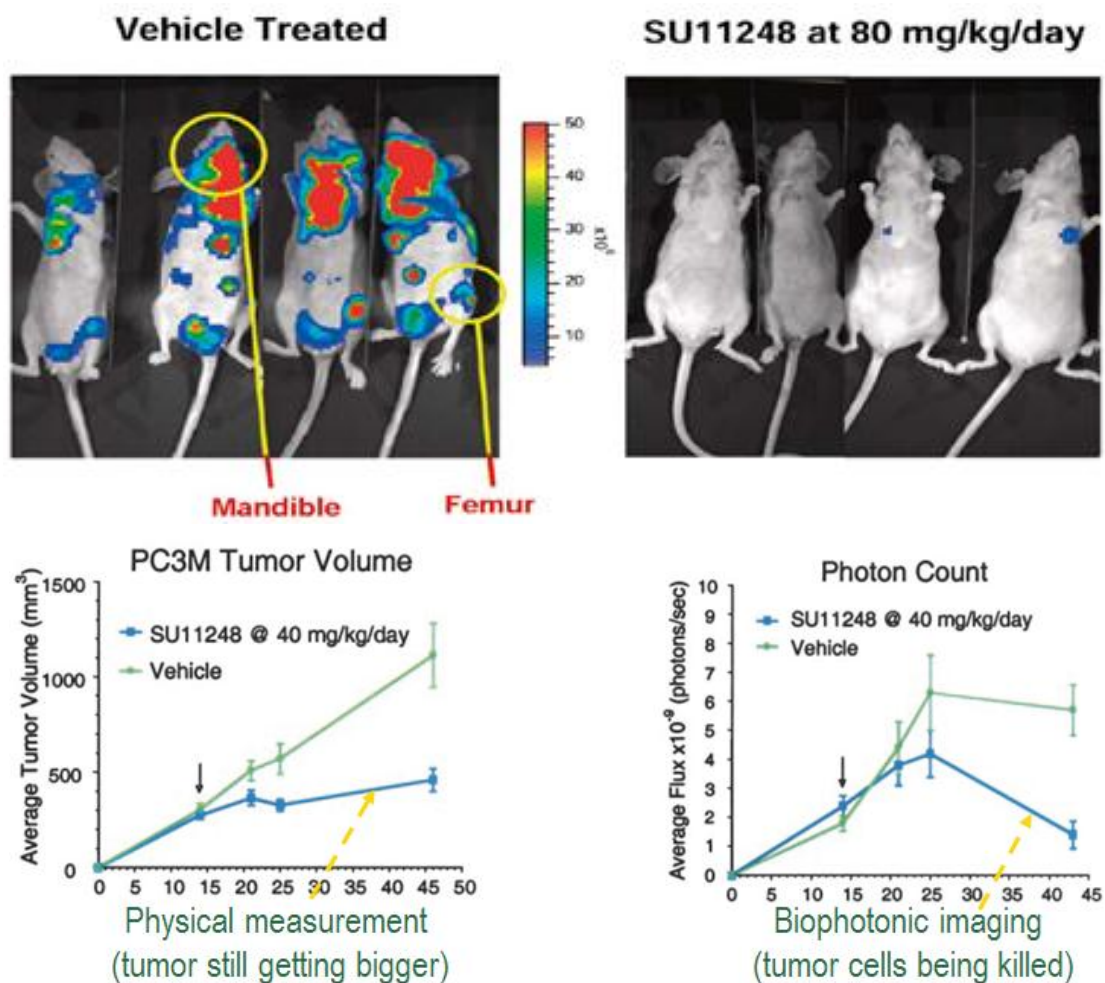 Vehicle Treated
SU11248 at 80 mg/kg/day
50
40
30
20
10
x10⁶
Mandible
Femur
PC3M Tumor Volume
Average Tumor Volume (mm³)
1500
1000
500
0
SU11248 @ 40 mg/kg/day
Vehicle
0 5 10 15 20 25 30 35 40 45 50
Physical measurement
(tumor still getting bigger)
Photon Count
Average Flux x10⁻⁹ (photons/sec)
10
9
8
7
6
5
4
3
2
1
0
SU11248 @ 40 mg/kg/day
Vehicle
0 5 10 15 20 25 30 35 40 45
Biophotonic imaging
(tumor cells being killed)